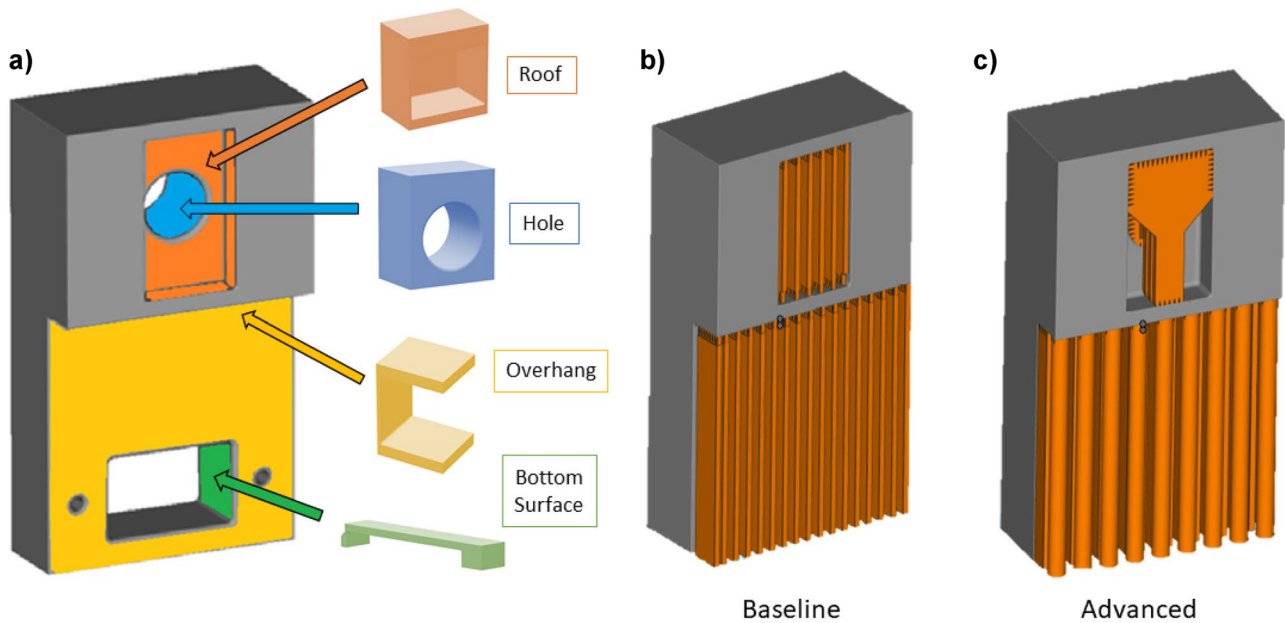 a)
Roof
Hole
Overhang
Bottom
Surface
b)
Baseline
c)
Advanced